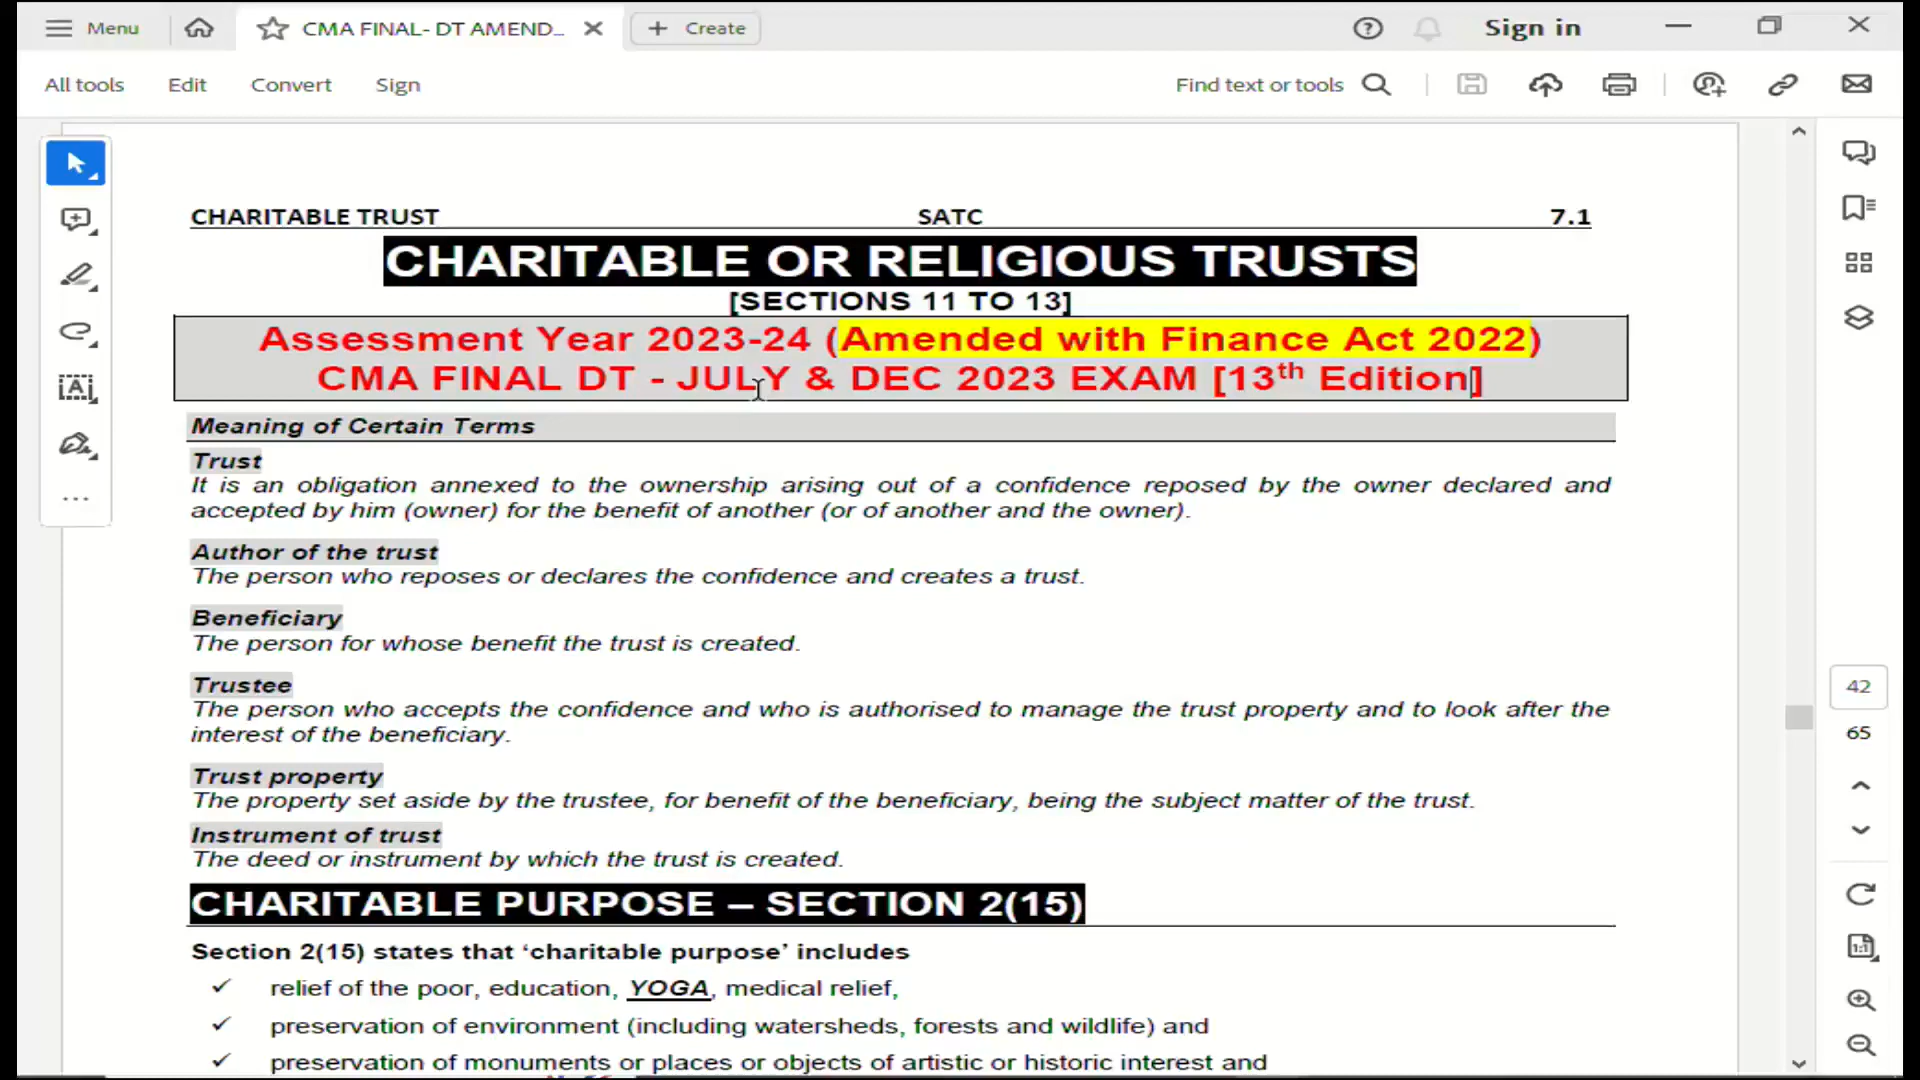 Menu
CMA FINAL- DT AMEND...
Create
Sign in
All tools
Edit
Convert
Sign
Find text or tools
CHARITABLE TRUST SATC 7.1
CHARITABLE OR RELIGIOUS TRUSTS
[SECTIONS 11 TO 13]
Assessment Year 2023-24 (Amended with Finance Act 2022)
CMA FINAL DT - JULY & DEC 2023 EXAM [13th Edition]
Meaning of Certain Terms
Trust
It is an obligation annexed to the ownership arising out of a confidence reposed by the owner declared and
accepted by him (owner) for the benefit of another (or of another and the owner).
Author of the trust
The person who reposes or declares the confidence and creates a trust.
Beneficiary
The person for whose benefit the trust is created.
Trustee
The person who accepts the confidence and who is authorised to manage the trust property and to look after the
interest of the beneficiary.
Trust property
The property set aside by the trustee, for benefit of the beneficiary, being the subject matter of the trust.
Instrument of trust
The deed or instrument by which the trust is created.
CHARITABLE PURPOSE – SECTION 2(15)
Section 2(15) states that ‘charitable purpose’ includes
✓ relief of the poor, education, YOGA, medical relief,
✓ preservation of environment (including watersheds, forests and wildlife) and
✓ preservation of monuments or places or objects of artistic or historic interest and
42
65
1:1